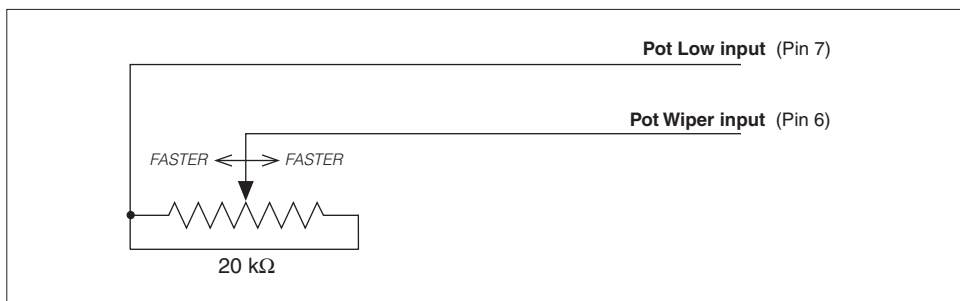 Pot Low input (Pin 7)
Pot Wiper input (Pin 6)
FASTER FASTER
20 kΩ